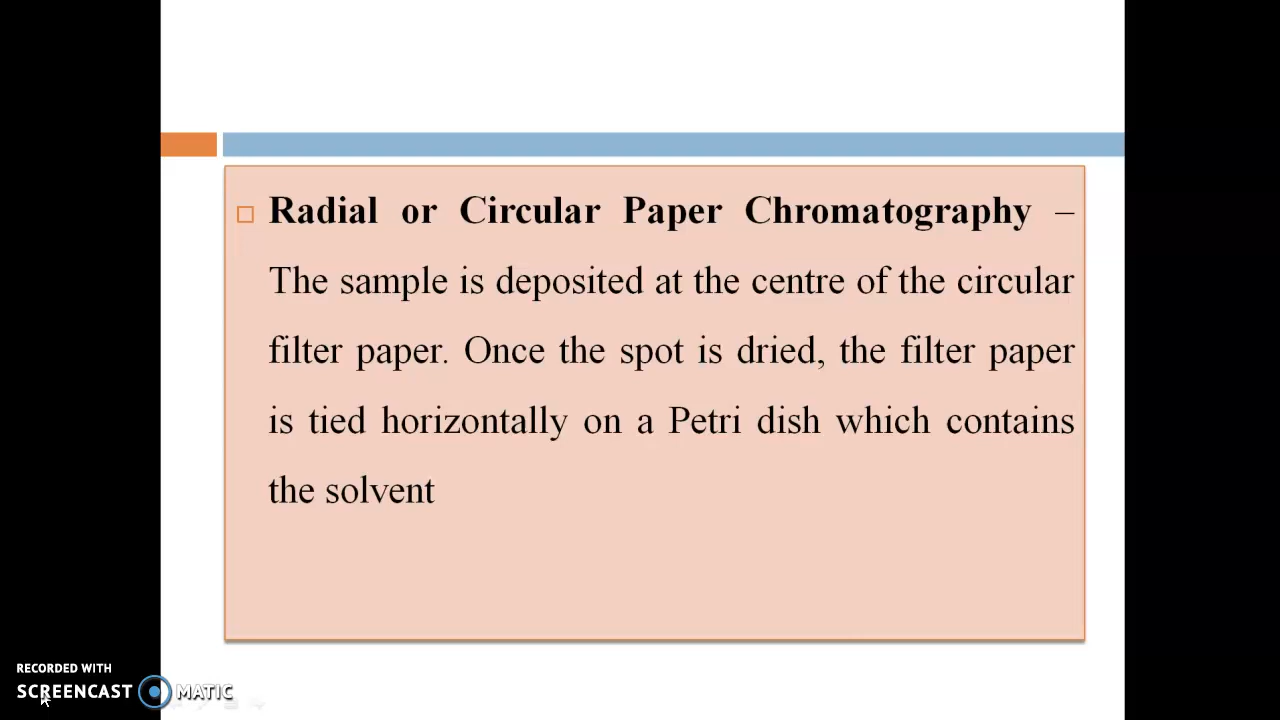 Radial or Circular Paper Chromatography –
The sample is deposited at the centre of the circular
filter paper. Once the spot is dried, the filter paper
is tied horizontally on a Petri dish which contains
the solvent
RECORDED WITH
SCREENCAST MATIC